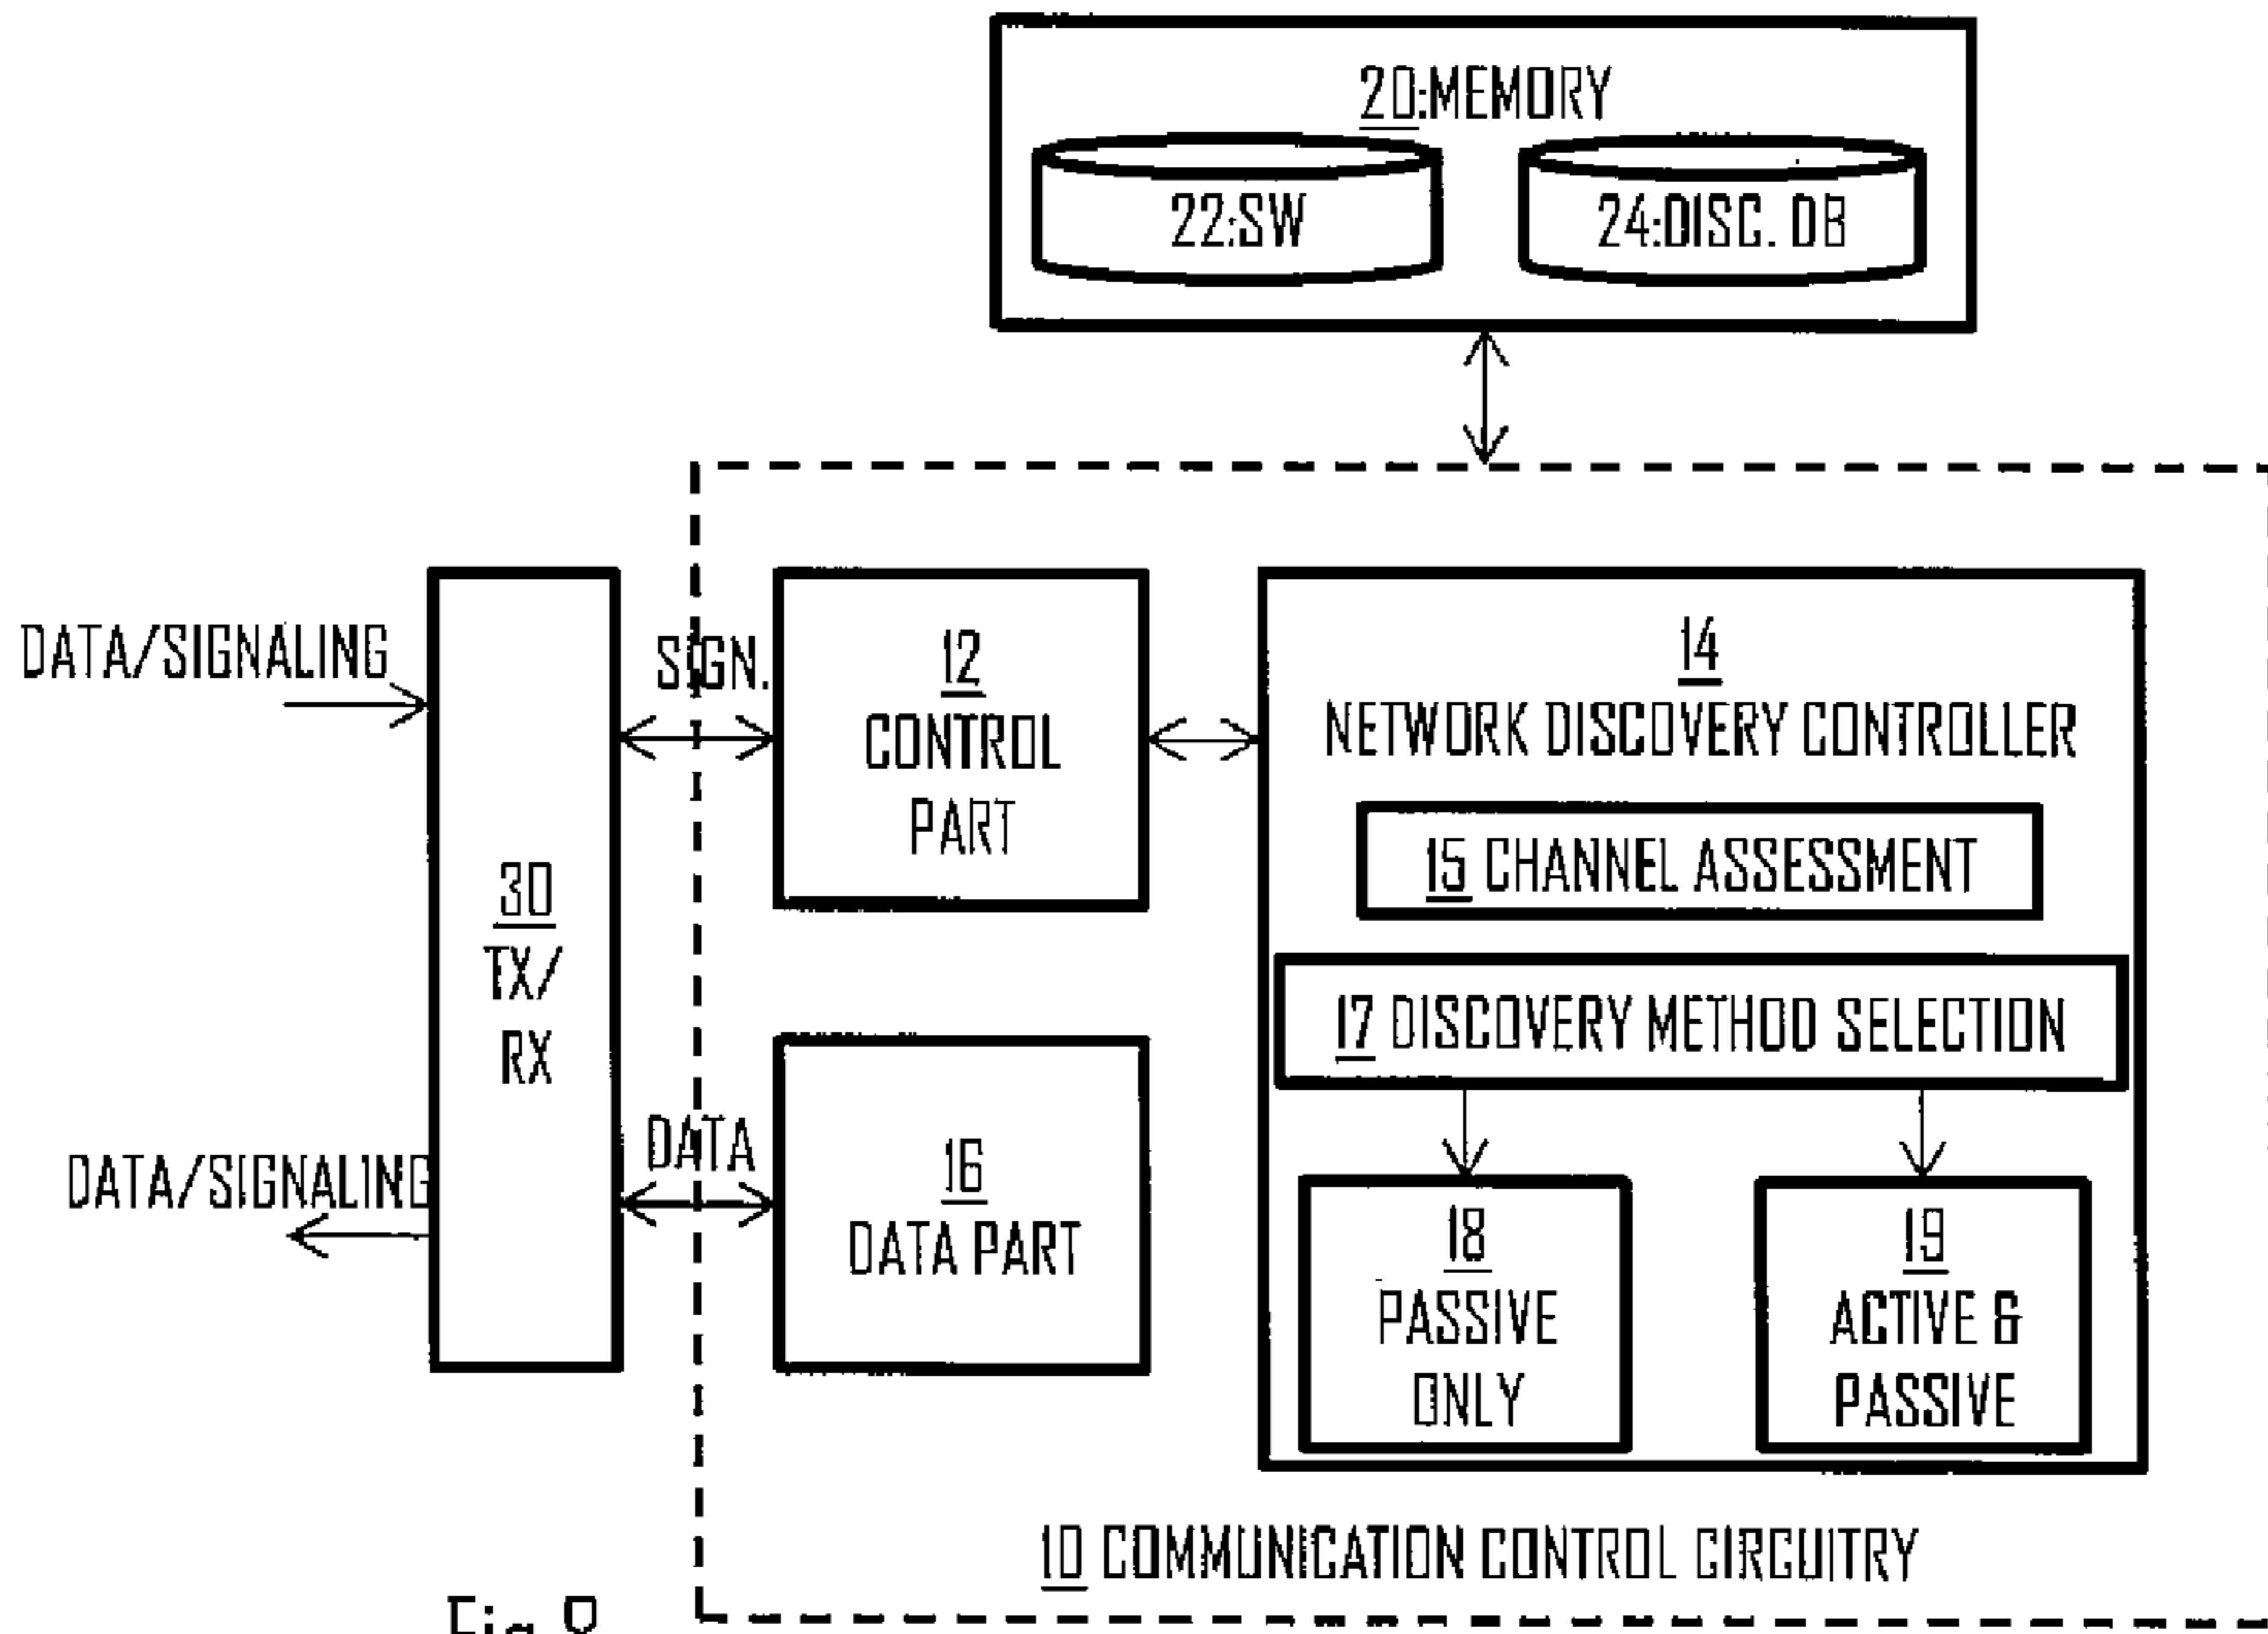 20:MEMORY
22:SW
24:DISC. DB
DATA/SIGNALING
SIGN.
12
CONTROL
PART
14
NETWORK DISCOVERY CONTROLLER
15 CHANNEL ASSESSMENT
17 DISCOVERY METHOD SELECTION
30
TX/
RX
DATA/SIGNALING
DATA
16
DATA PART
18
PASSIVE
ONLY
19
ACTIVE &
PASSIVE
10 COMMUNICATION CONTROL CIRCUITRY